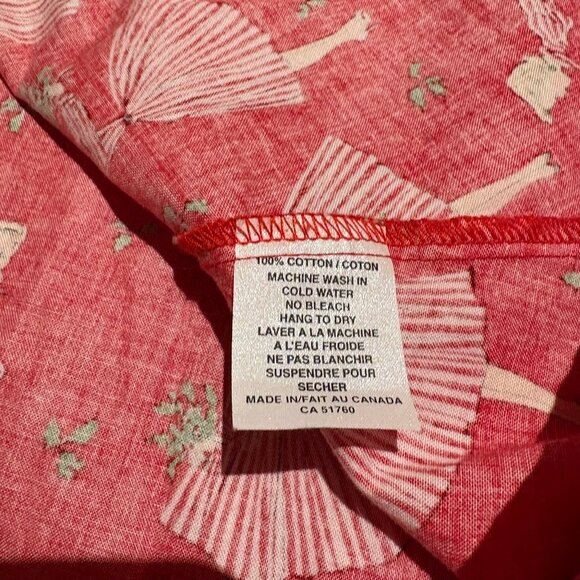 100% COTTON / COTON
MACHINE WASH IN
COLD WATER
NO BLEACH
HANG TO DRY
LAVER A LA MACHINE
A L'EAU FROIDE
NE PAS BLANCHIR
SUSPENDRE POUR
SECHER
MADE IN/FAIT AU CANADA
CA 51760